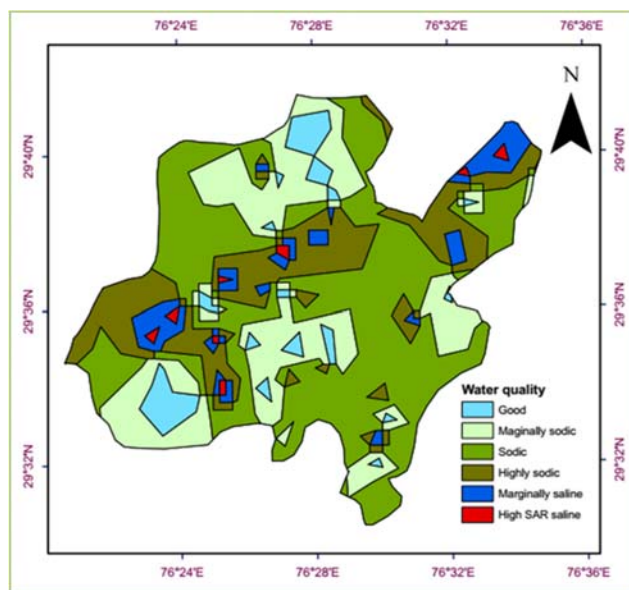 76°24'E 76°28'E 76°32'E 76°36'E
N
29°40'N 29°40'N
29°36'N 29°36'N
29°32'N 29°32'N
Water quality
Good
Maginally sodic
Sodic
Highly sodic
Marginally saline
High SAR saline
76°24'E 76°28'E 76°32'E 76°36'E